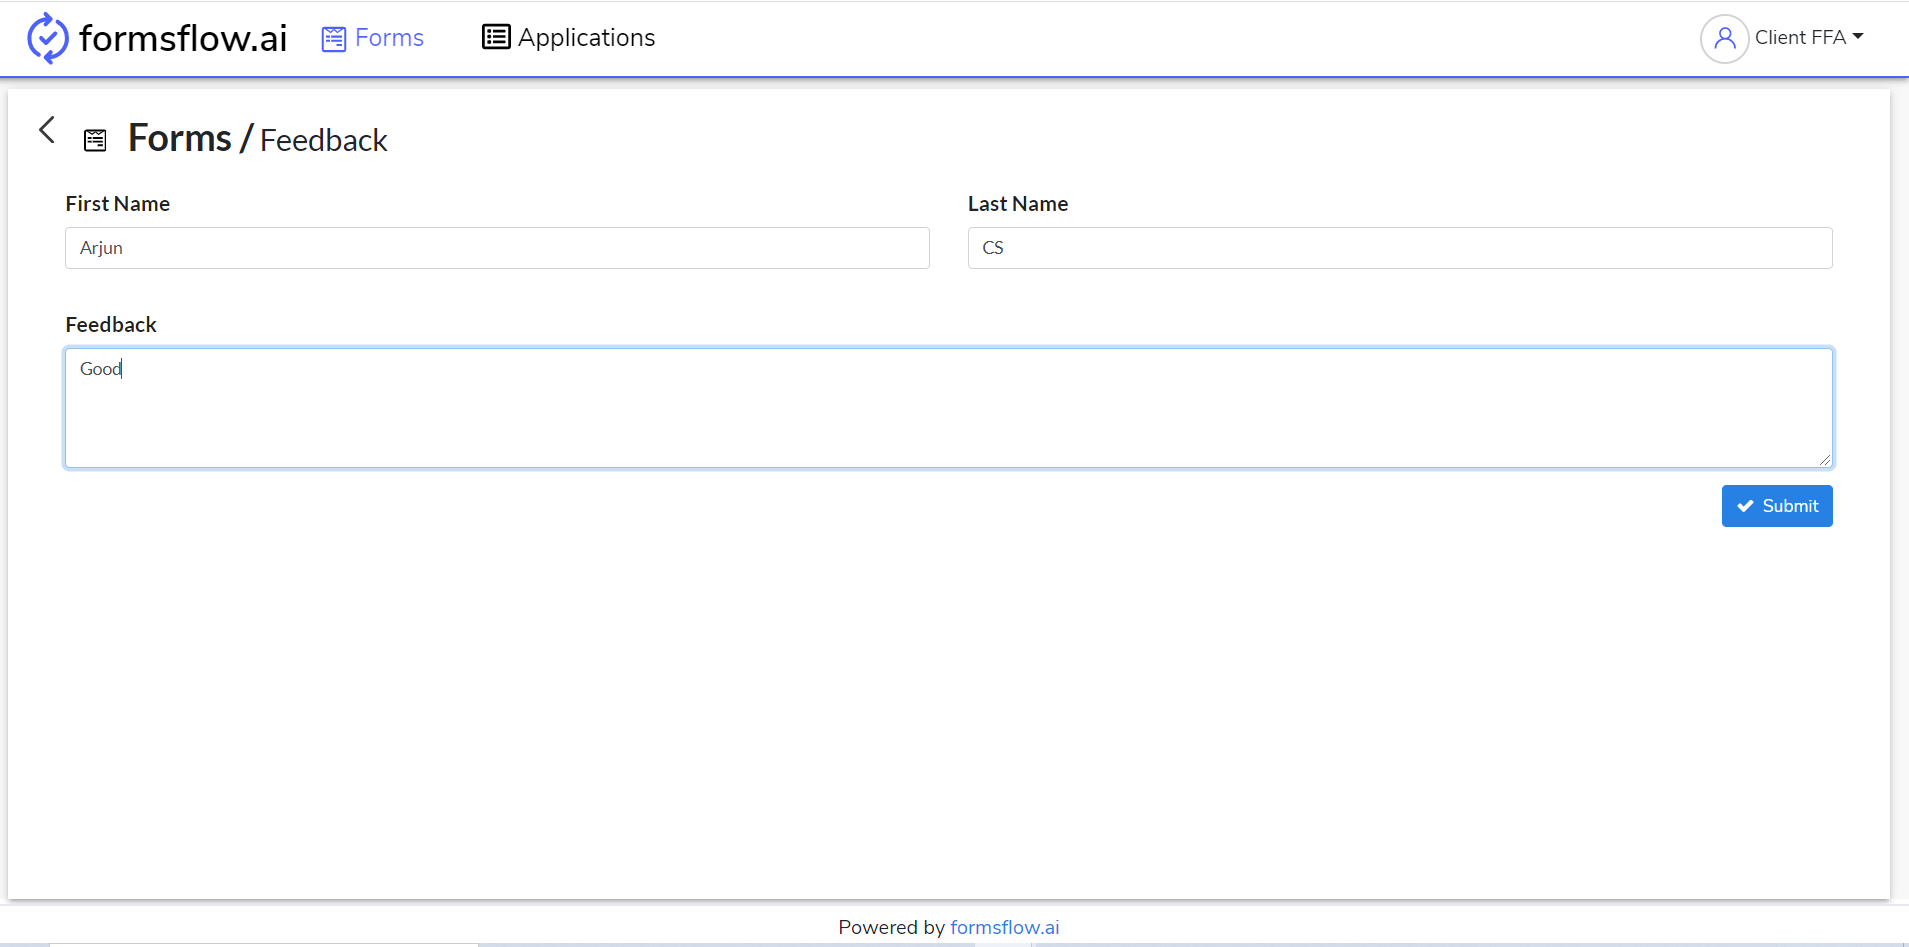 formsflow.ai Forms Applications Client FFA
Forms / Feedback
First Name Last Name
Arjun CS
Feedback
Good
Submit
Powered by formsflow.ai